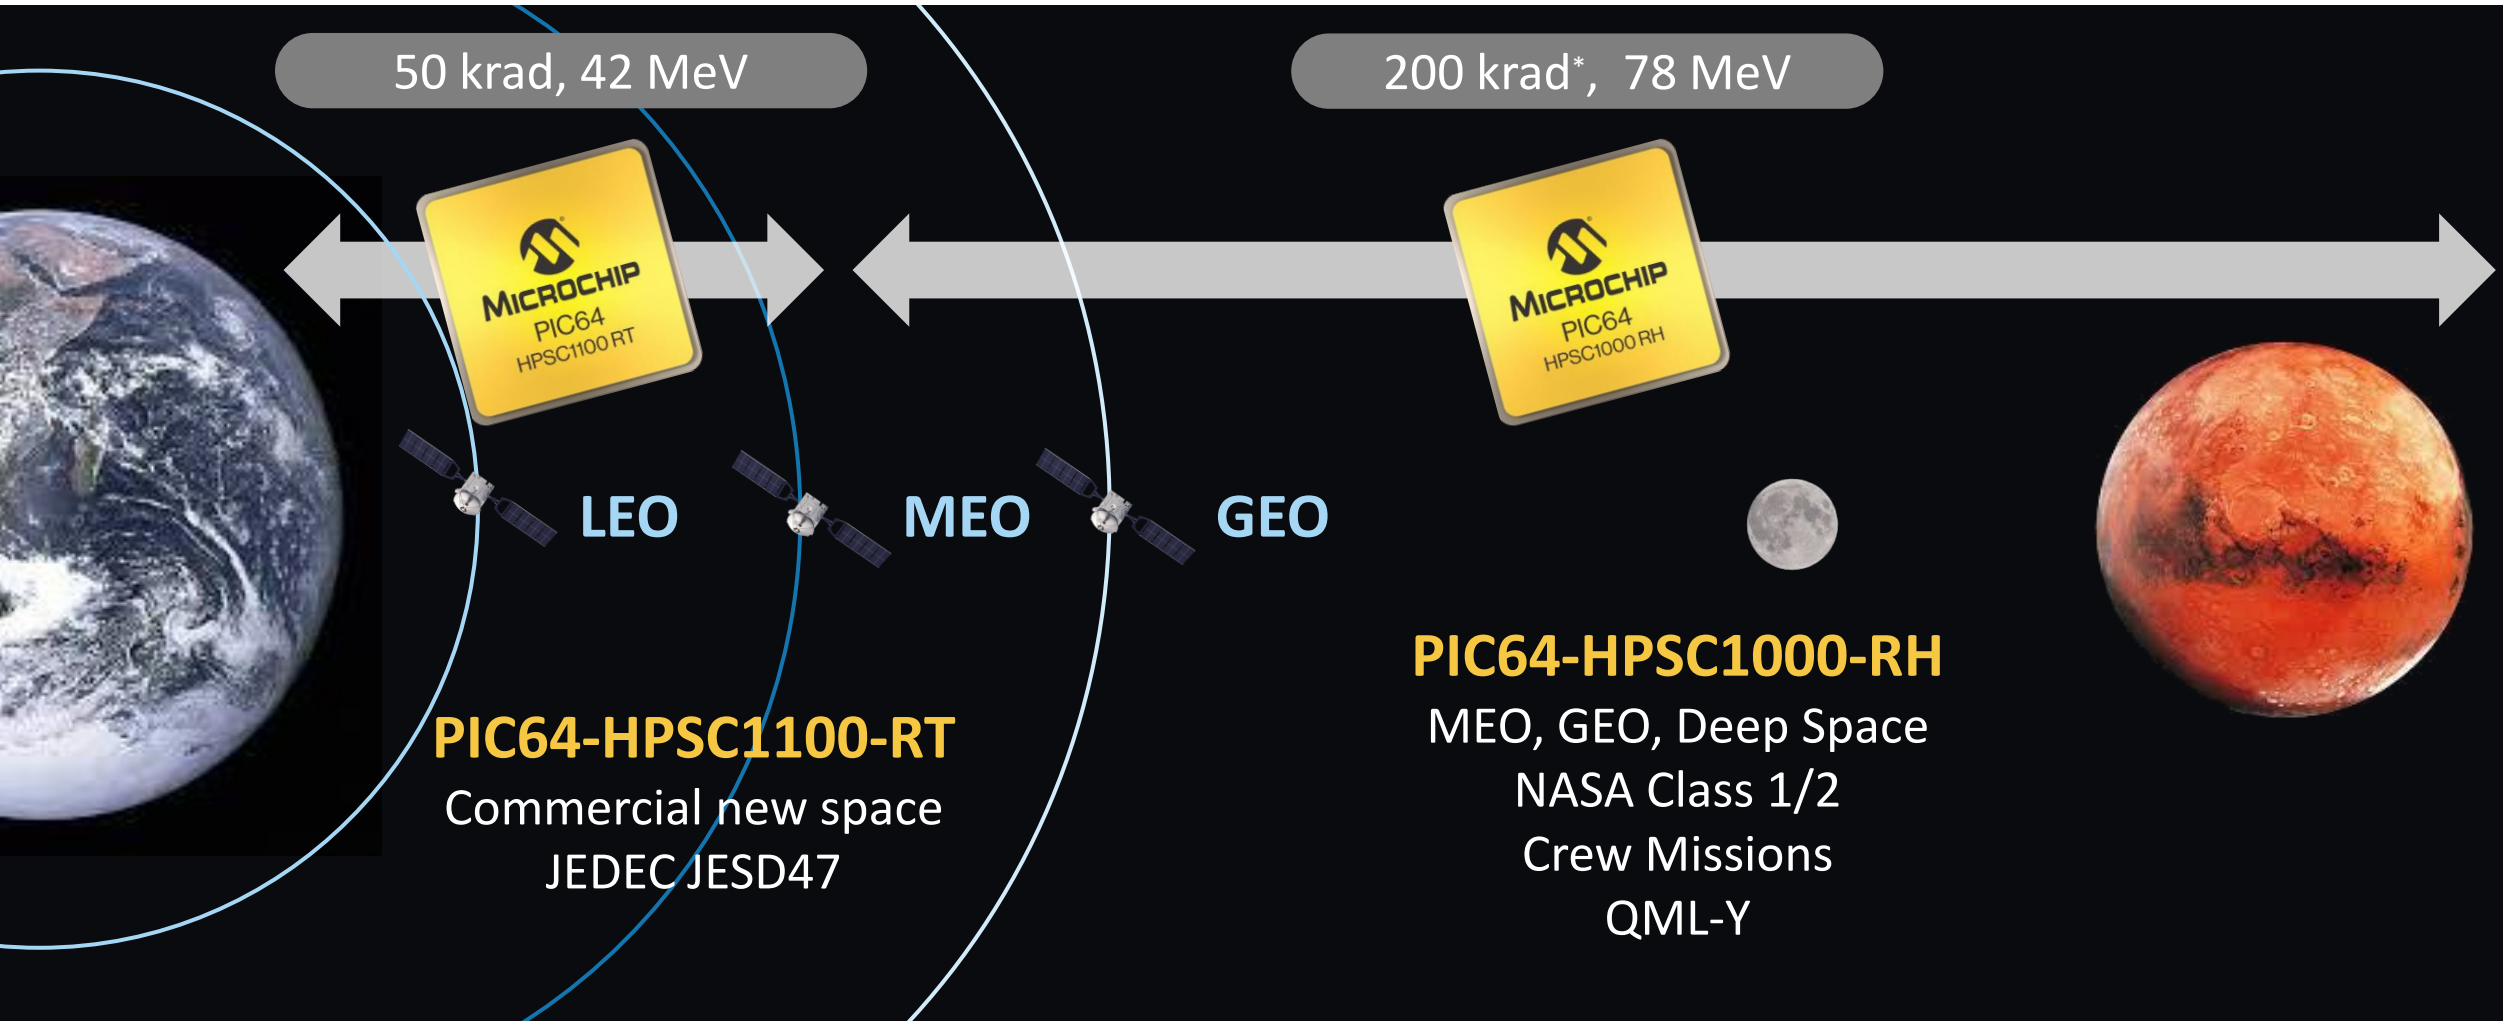 50 krad, 42 MeV
200 krad*, 78 MeV
MICROCHIP
PIC64
HPSC1100 RT
MICROCHIP
PIC64
HPSC1000 RH
LEO
MEO
GEO
PIC64-HPSC1100-RT
Commercial new space
JEDEC JESD47
PIC64-HPSC1000-RH
MEO, GEO, Deep Space
NASA Class 1/2
Crew Missions
QML-Y